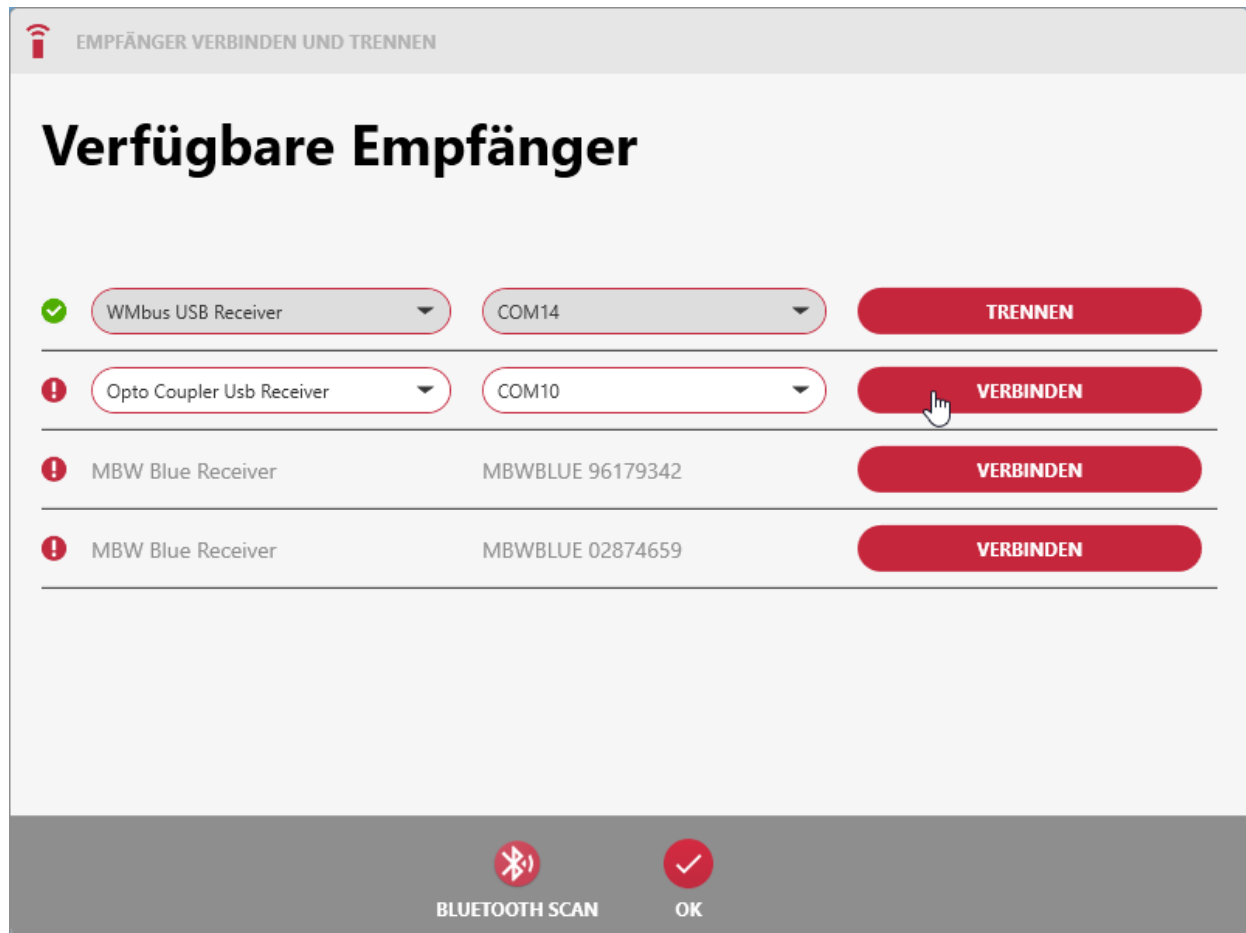 EMPFÄNGER VERBINDEN UND TRENNEN
Verfügbare Empfänger
WMbus USB Receiver COM14 TRENNEN
Opto Coupler Usb Receiver COM10 VERBINDEN
MBW Blue Receiver MBWBLUE 96179342 VERBINDEN
MBW Blue Receiver MBWBLUE 02874659 VERBINDEN
BLUETOOTH SCAN OK